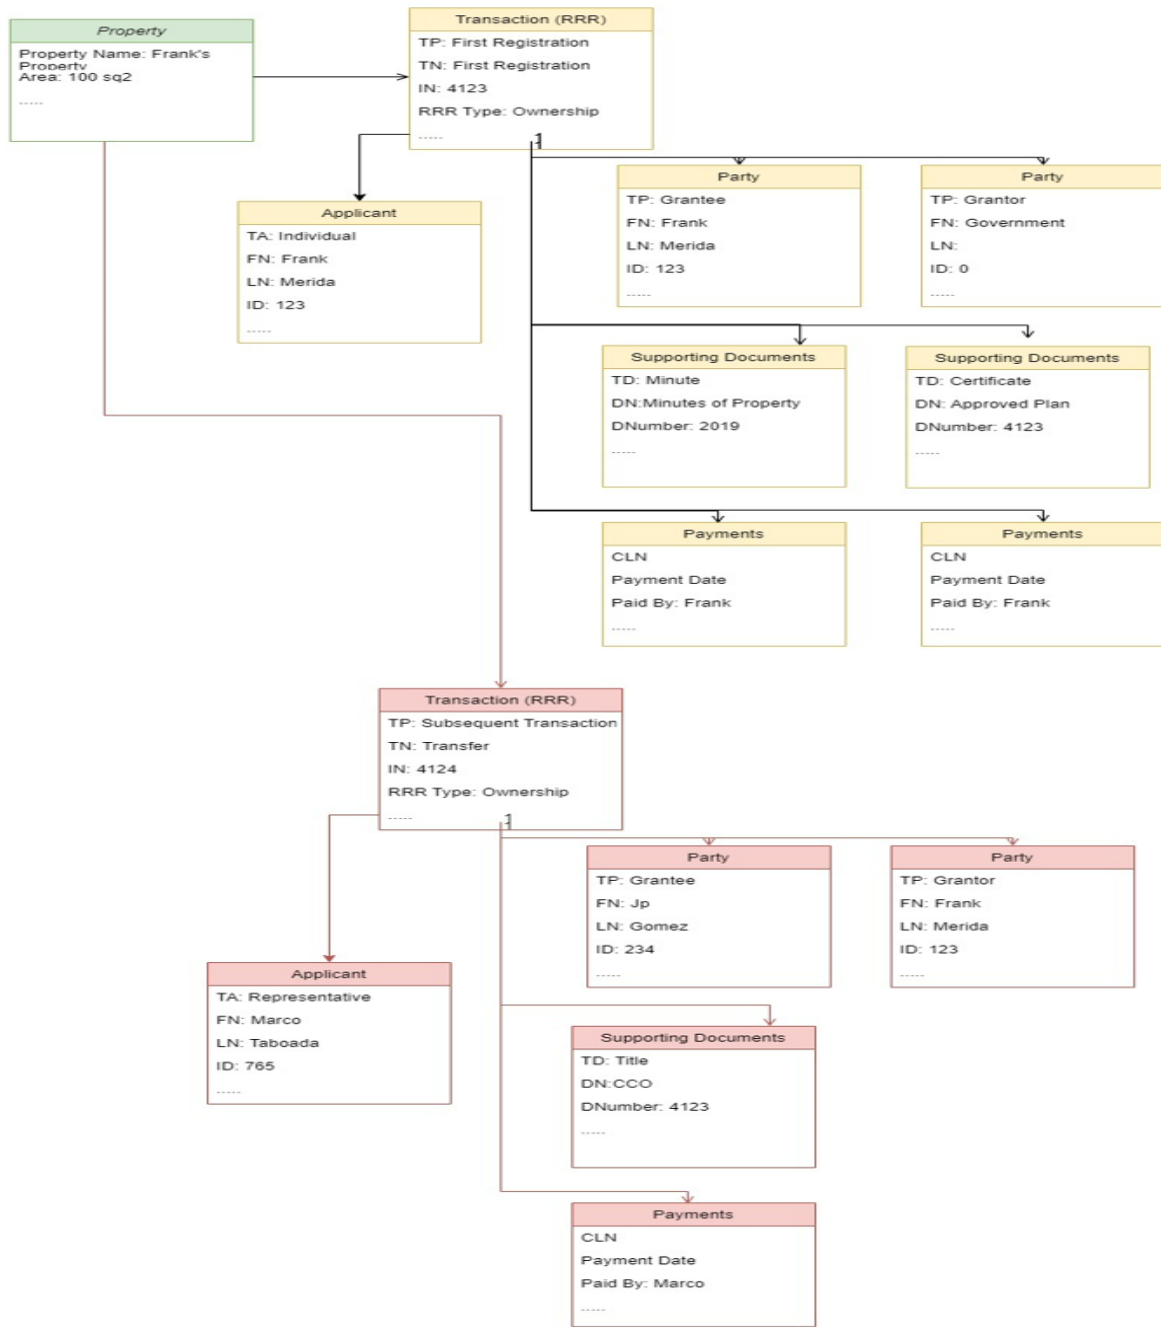 Property
Property Name: Frank's
Property
Area: 100 sq2
-----
Transaction (RRR)
TP: First Registration
TN: First Registration
IN: 4123
RRR Type: Ownership
-----
1
Applicant
TA: Individual
FN: Frank
LN: Merida
ID: 123
-----
Party
TP: Grantee
FN: Frank
LN: Merida
ID: 123
-----
Party
TP: Grantor
FN: Government
LN:
ID: 0
-----
Supporting Documents
TD: Minute
DN:Minutes of Property
DNumber: 2019
-----
Supporting Documents
TD: Certificate
DN: Approved Plan
DNumber: 4123
-----
Payments
CLN
Payment Date
Paid By: Frank
-----
Payments
CLN
Payment Date
Paid By: Frank
-----
Transaction (RRR)
TP: Subsequent Transaction
TN: Transfer
IN: 4124
RRR Type: Ownership
-----
1
Applicant
TA: Representative
FN: Marco
LN: Taboada
ID: 765
-----
Party
TP: Grantee
FN: Jp
LN: Gomez
ID: 234
-----
Party
TP: Grantor
FN: Frank
LN: Merida
ID: 123
-----
Supporting Documents
TD: Title
DN:CCO
DNumber: 4123
-----
Payments
CLN
Payment Date
Paid By: Marco
-----